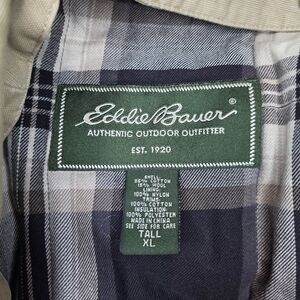 Eddie Bauer®
AUTHENTIC OUTDOOR OUTFITTER
EST. 1920
SHELL:
85% COTTON
15% WOOL
LINING:
100% NYLON
TRIMS:
100% COTTON
INSULATION:
100% POLYESTER
MADE IN CHINA
SEE SIDE FOR CARE
TALL
XL